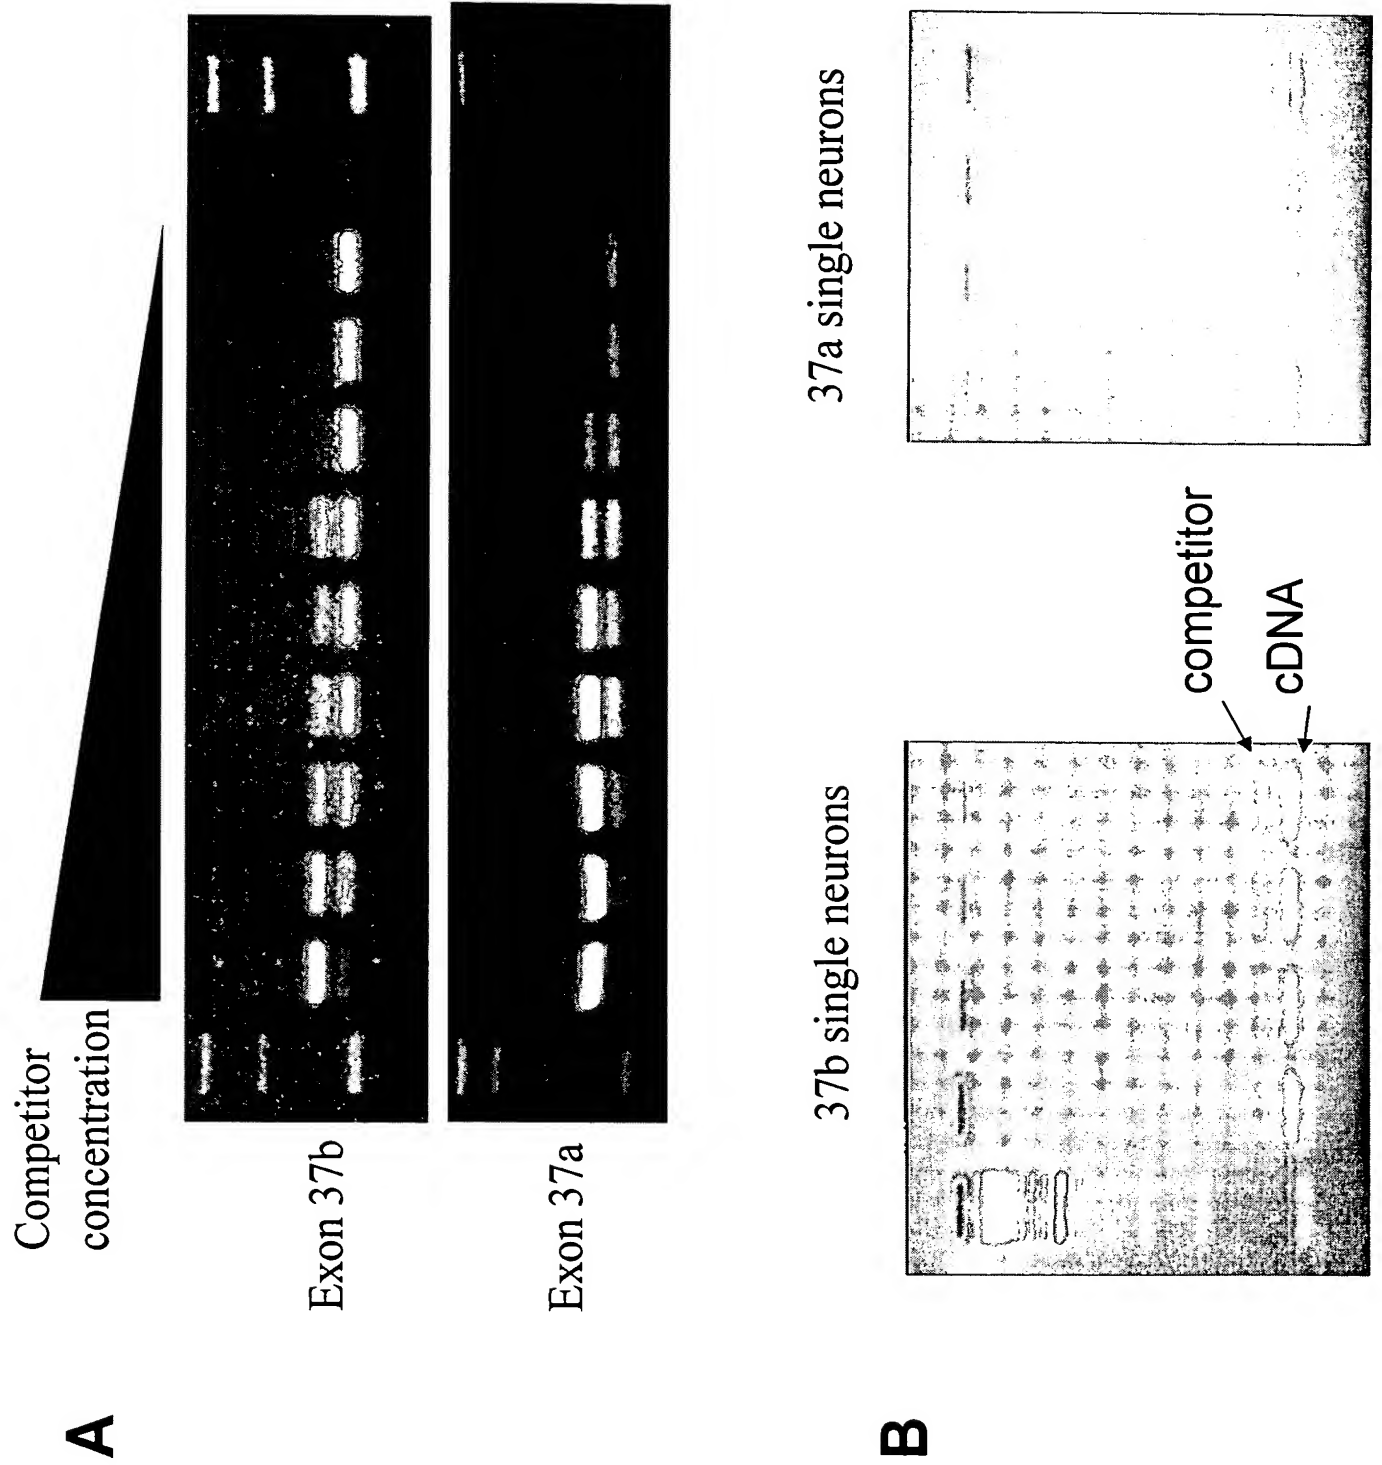 A
Competitor
concentration
Exon 37b
Exon 37a
B
37b single neurons
37a single neurons
competitor
cDNA